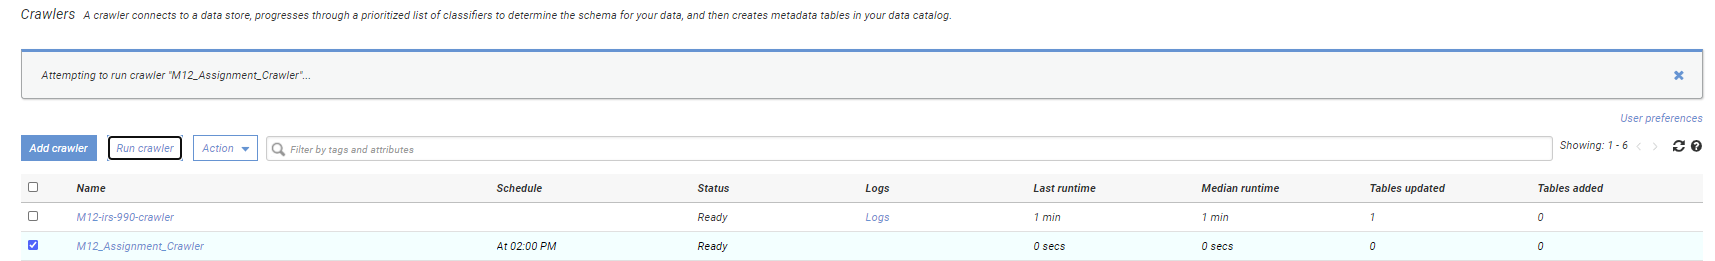 Crawlers A crawler connects to a data store, progresses through a prioritized list of classifiers to determine the schema for your data, and then creates metadata tables in your data catalog.
Attempting to run crawler "M12_Assignment_Crawler"...
User preferences
Add crawler Run crawler Action Filter by tags and attributes Showing: 1 - 6
Name Schedule Status Logs Last runtime Median runtime Tables updated Tables added
M12-irs-990-crawler Ready Logs 1 min 1 min 1 0
M12_Assignment_Crawler At 02:00 PM Ready 0 secs 0 secs 0 0